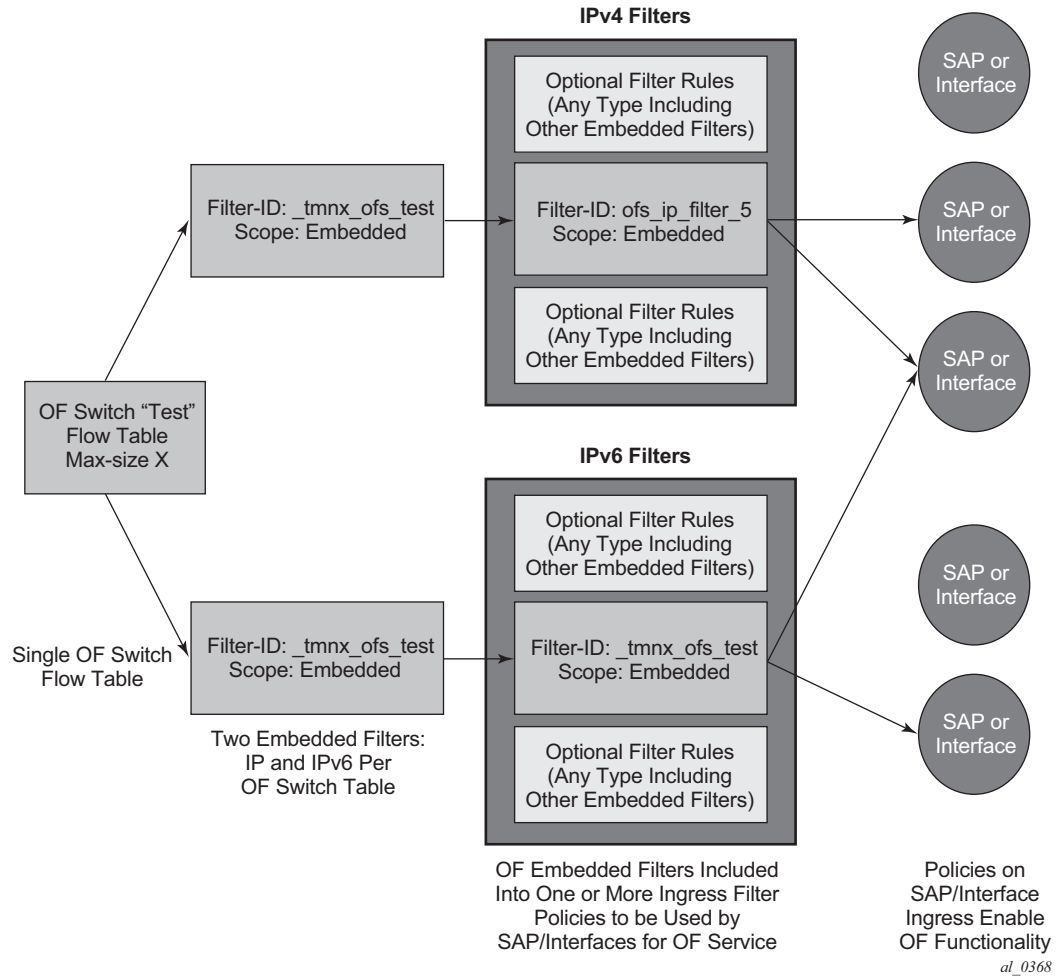 IPv4 Filters
SAP or
Interface
Optional Filter Rules
(Any Type Including
Other Embedded Filters)
Filter-ID: _tmnx_ofs_test
Scope: Embedded
Filter-ID: ofs_ip_filter_5
Scope: Embedded
SAP or
Interface
Optional Filter Rules
(Any Type Including
Other Embedded Filters)
SAP or
Interface
OF Switch “Test”
Flow Table
Max-size X
IPv6 Filters
Optional Filter Rules
(Any Type Including
Other Embedded Filters)
SAP or
Interface
Single OF Switch
Flow Table
Filter-ID: _tmnx_ofs_test
Scope: Embedded
Filter-ID: _tmnx_ofs_test
Scope: Embedded
SAP or
Interface
Two Embedded Filters:
IP and IPv6 Per
OF Switch Table
Optional Filter Rules
(Any Type Including
Other Embedded Filters)
OF Embedded Filters Included
Into One or More Ingress Filter
Policies to be Used by
SAP/Interfaces for OF Service
Policies on
SAP/Interface
Ingress Enable
OF Functionality
al_0368